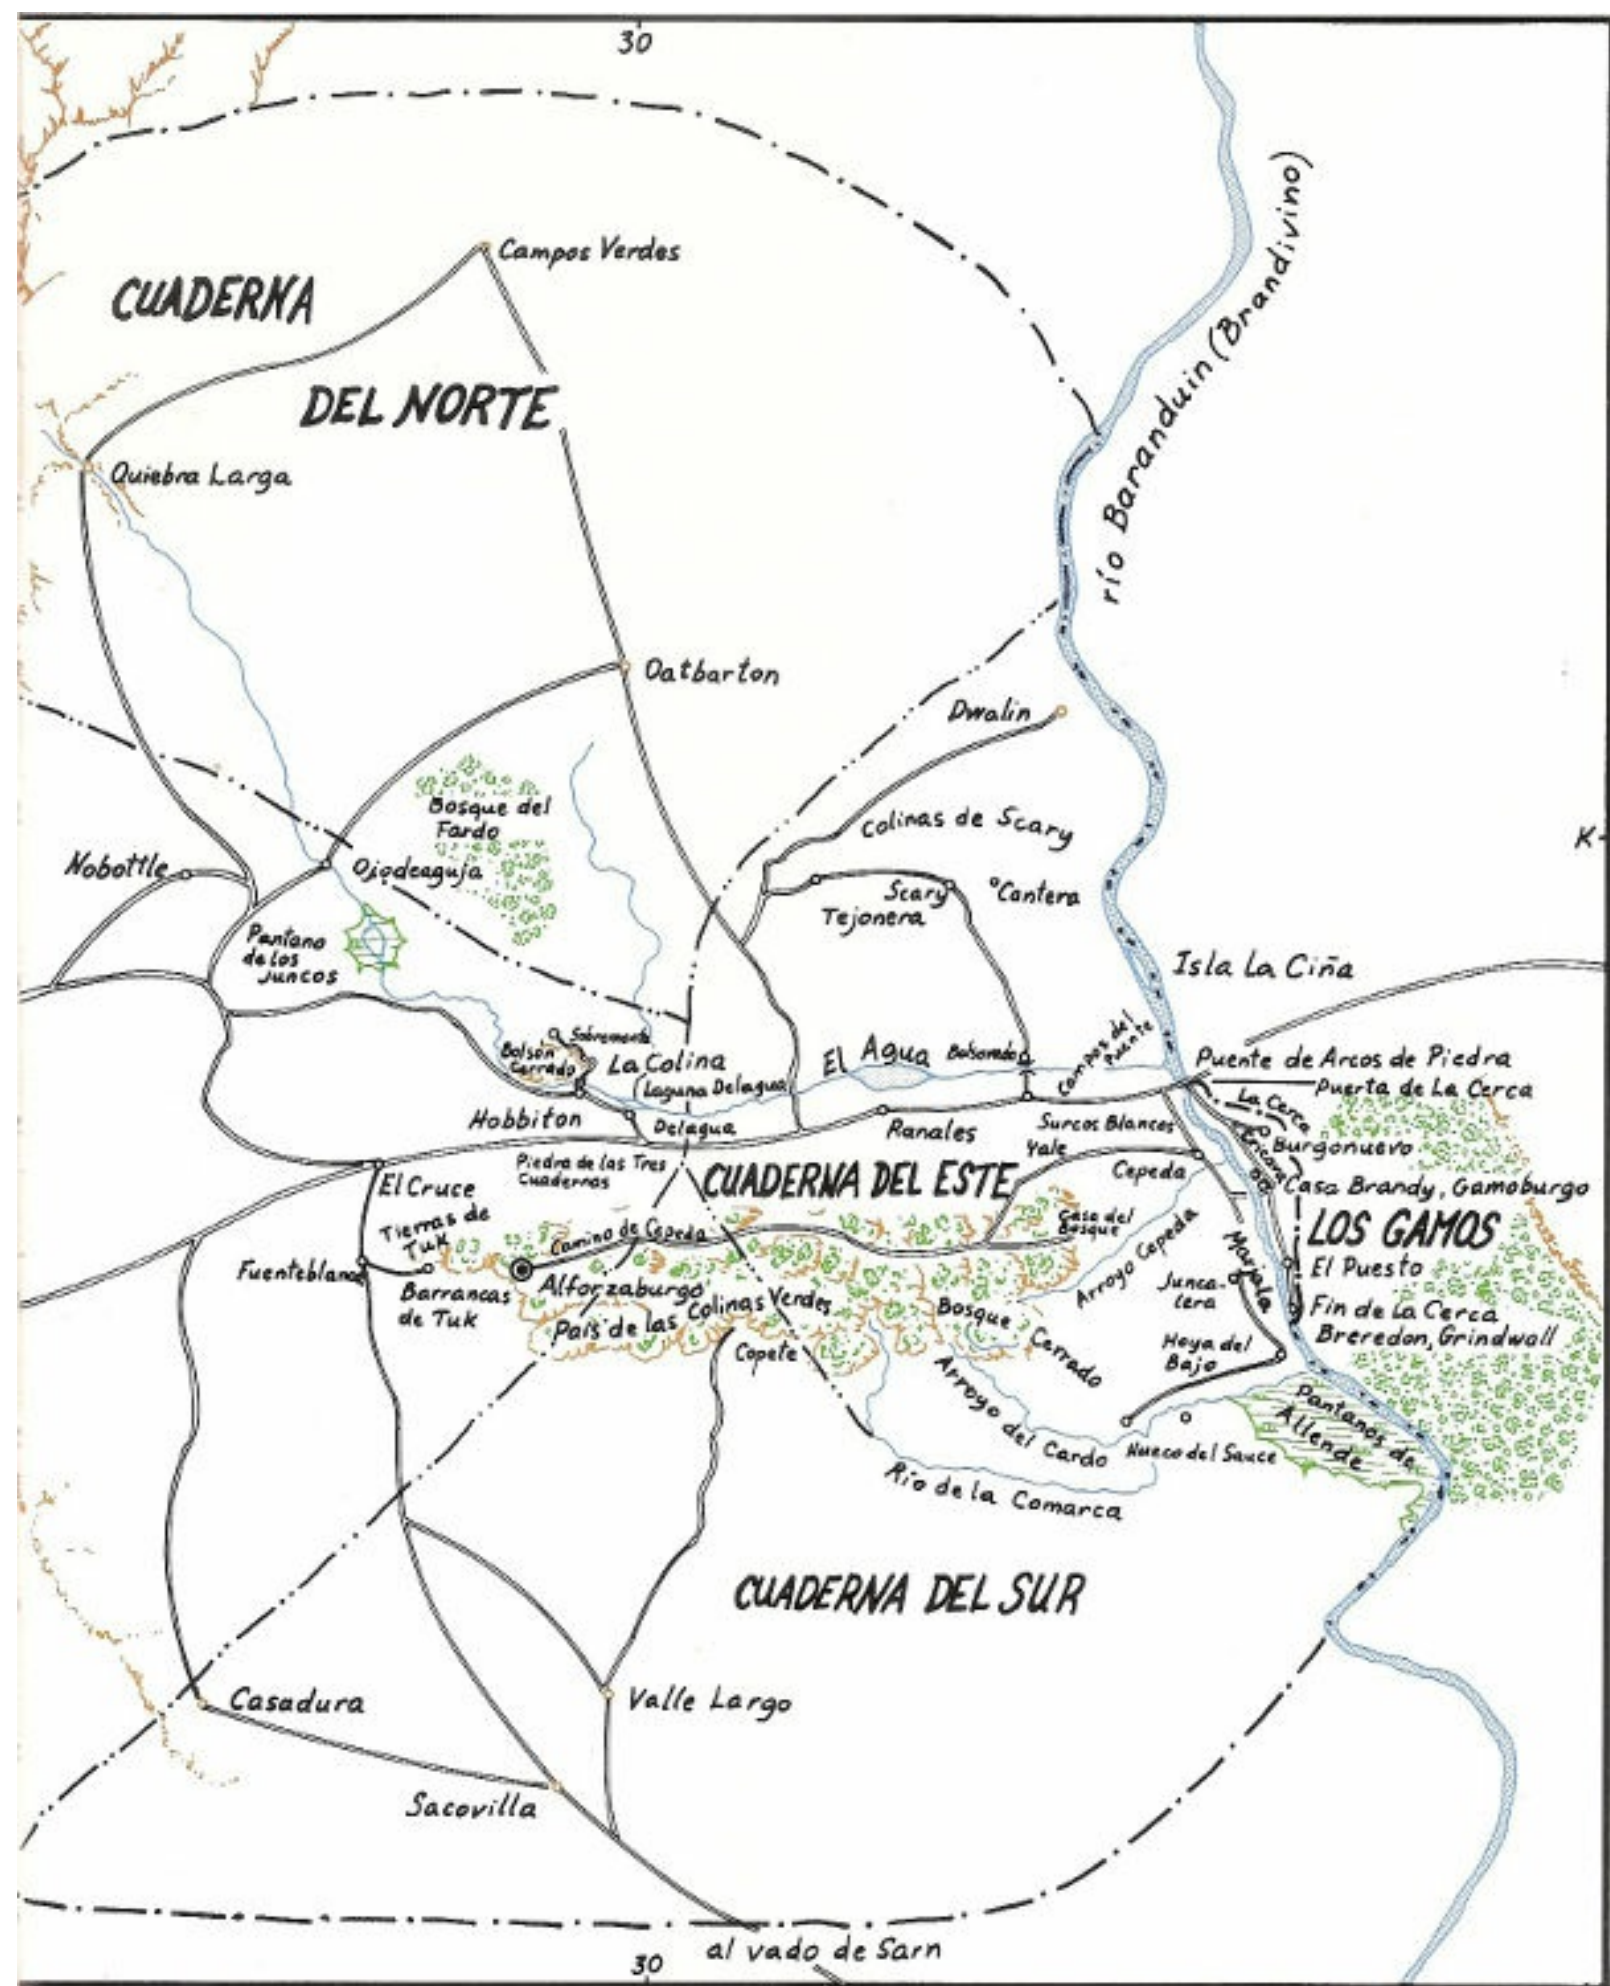 30
Campos Verdes
CUADERNA
DEL NORTE
río Baranduin (Brandivino)
Quiebra Larga
Oatbarton
Dwalin
Bosque del
Fardo
Colinas de Scary
K-
Nobottle
Ojodeaguja
Scary
Cantera
Tejonera
Pantano
de los
Juncos
Isla La Ciña
Sobremonte
Bolsón
Cerrado
La Colina
(Laguna Delagua)
El Agua
Bolsorado
Campos del
Puente
Puente de Arcos de Piedra
Puerta de La Cerca
La Cerca
Hobbiton
Delagua
Ranales
Surcos Blancos
Burgonuevo
Yale
Piedra de las Tres
Cuadernas
CUADERNA DEL ESTE
Cepeda
El Cruce
Casa Brandy, Gamoburgo
Tierras de
Tuk
Camino de Cepeda
Casa del
Bosque
Arroyo Cepeda
Marjala
LOS GAMOS
Fuenteblanca
El Puesto
Barrancas
de Tuk
Alforzaburgo
País de las Colinas Verdes
Bosque
Cerrado
Junca-
lera
Fin de La Cerca
Breredon, Grindwall
Copete
Hoya del
Bajo
Arroyo del Cardo
Hueco del Sauce
Pantanos de
Allende
Río de la Comarca
CUADERNA DEL SUR
Casadura
Valle Largo
Sacovilla
al vado de Sarn
30